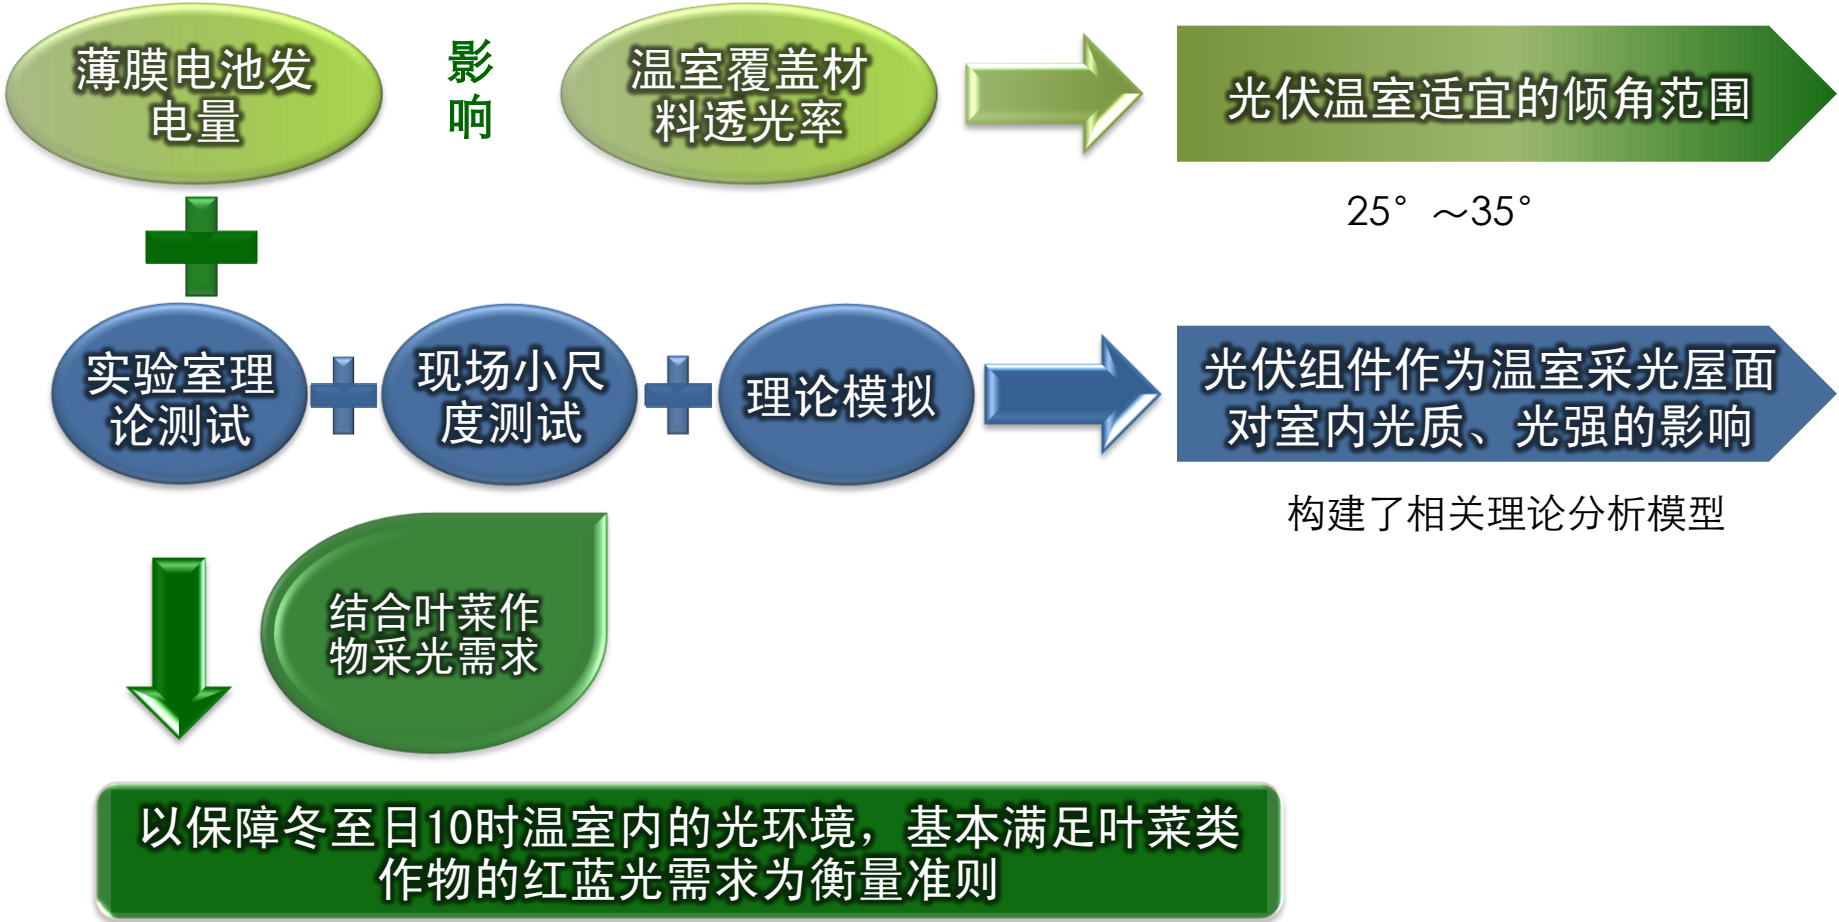 薄膜电池发
电量
影
响
温室覆盖材
料透光率
光伏温室适宜的倾角范围
25°～35°
实验室理
论测试
现场小尺
度测试
理论模拟
光伏组件作为温室采光屋面
对室内光质、光强的影响
构建了相关理论分析模型
结合叶菜作
物采光需求
以保障冬至日10时温室内的光环境，基本满足叶菜类
作物的红蓝光需求为衡量准则